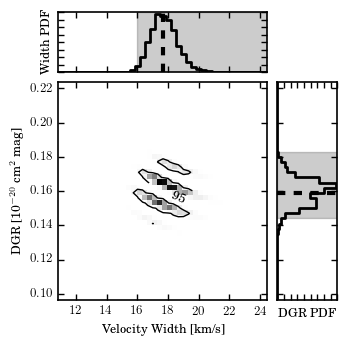 Width PDF
0.22
0.20
0.18
0.16
0.14
0.12
0.10
DGR [10⁻²⁰ cm² mag]
95
12 14 16 18 20 22 24
Velocity Width [km/s]
DGR PDF